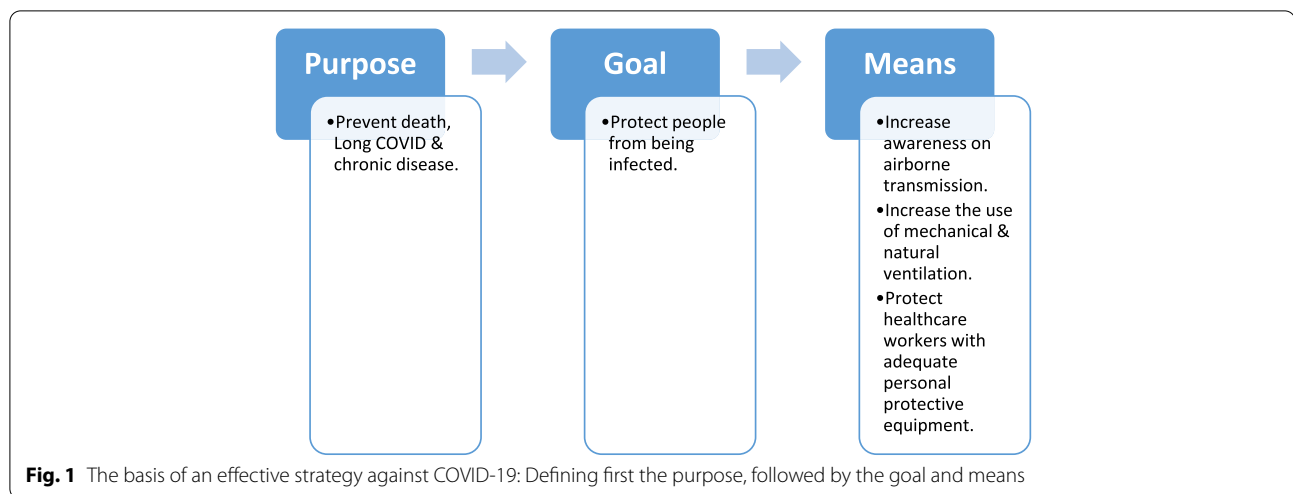 Purpose
•Prevent death,
Long COVID &
chronic disease.
Goal
•Protect people
from being
infected.
Means
•Increase
awareness on
airborne
transmission.
•Increase the use
of mechanical &
natural
ventilation.
•Protect
healthcare
workers with
adequate
personal
protective
equipment.
Fig. 1 The basis of an effective strategy against COVID-19: Defining first the purpose, followed by the goal and means